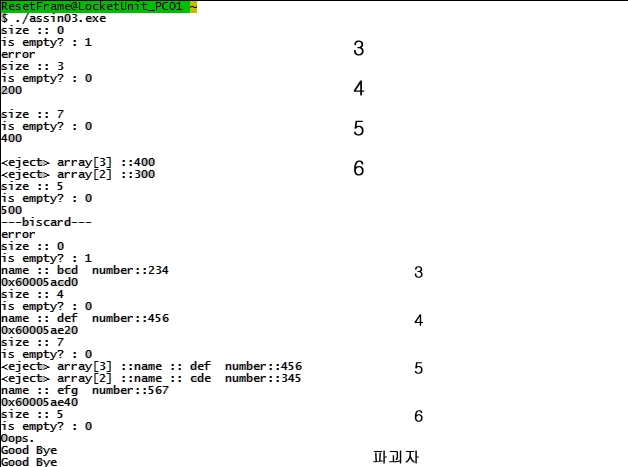 ResetFrame@LocketUnit_PC01 ~
$ ./assin03.exe
size :: 0
is empty? : 1
error
size :: 3
is empty? : 0
200
size :: 7
is empty? : 0
400
<eject> array[3] ::400
<eject> array[2] ::300
size :: 5
is empty? : 0
500
---biscard---
error
size :: 0
is empty? : 1
name :: bcd  number::234
0x60005acd0
size :: 4
is empty? : 0
name :: def  number::456
0x60005ae20
size :: 7
is empty? : 0
<eject> array[3] ::name :: def  number::456
<eject> array[2] ::name :: cde  number::345
name :: efg  number::567
0x60005ae40
size :: 5
is empty? : 0
Oops.
Good Bye
Good Bye
3
4
5
6
3
4
5
6
파괴자